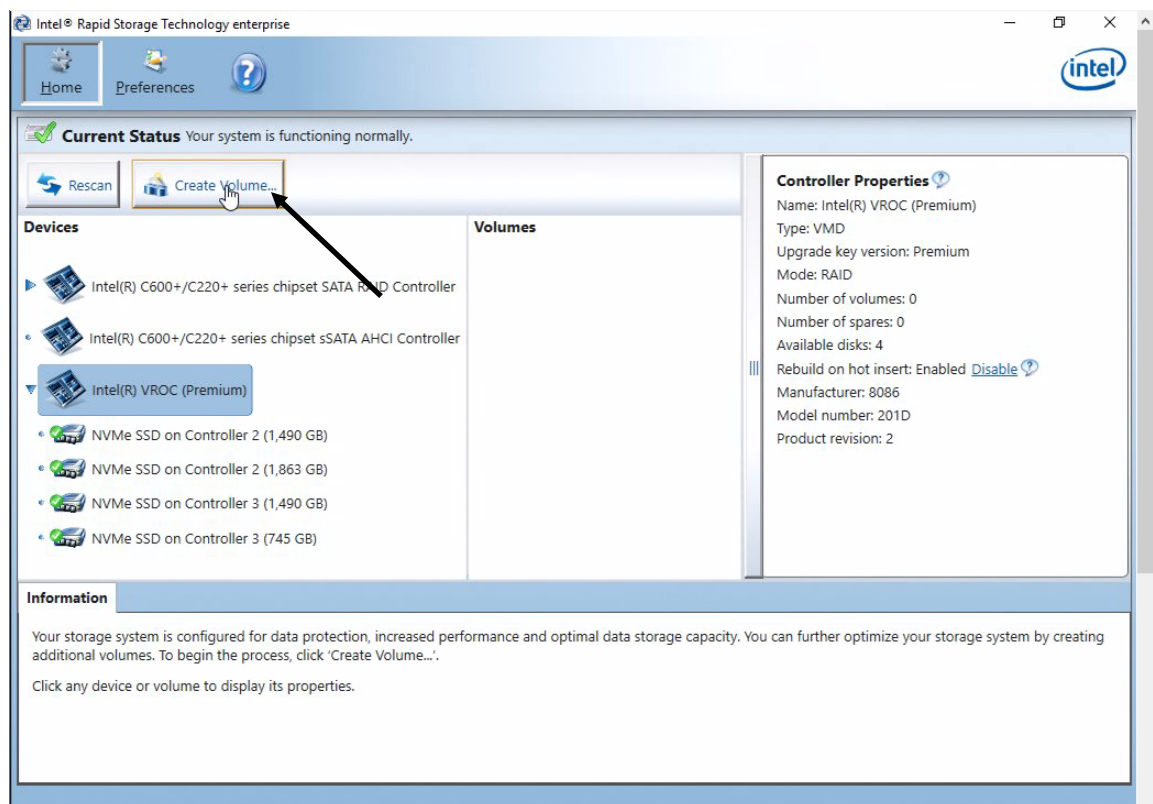 Intel® Rapid Storage Technology enterprise
Home
Preferences
intel
Current Status Your system is functioning normally.
Rescan
Create Volume...
Devices
Intel(R) C600+/C220+ series chipset SATA RAID Controller
Intel(R) C600+/C220+ series chipset sSATA AHCI Controller
Intel(R) VROC (Premium)
NVMe SSD on Controller 2 (1,490 GB)
NVMe SSD on Controller 2 (1,863 GB)
NVMe SSD on Controller 3 (1,490 GB)
NVMe SSD on Controller 3 (745 GB)
Volumes
Controller Properties
Name: Intel(R) VROC (Premium)
Type: VMD
Upgrade key version: Premium
Mode: RAID
Number of volumes: 0
Number of spares: 0
Available disks: 4
Rebuild on hot insert: Enabled Disable
Manufacturer: 8086
Model number: 201D
Product revision: 2
Information
Your storage system is configured for data protection, increased performance and optimal data storage capacity. You can further optimize your storage system by creating
additional volumes. To begin the process, click 'Create Volume...'.
Click any device or volume to display its properties.